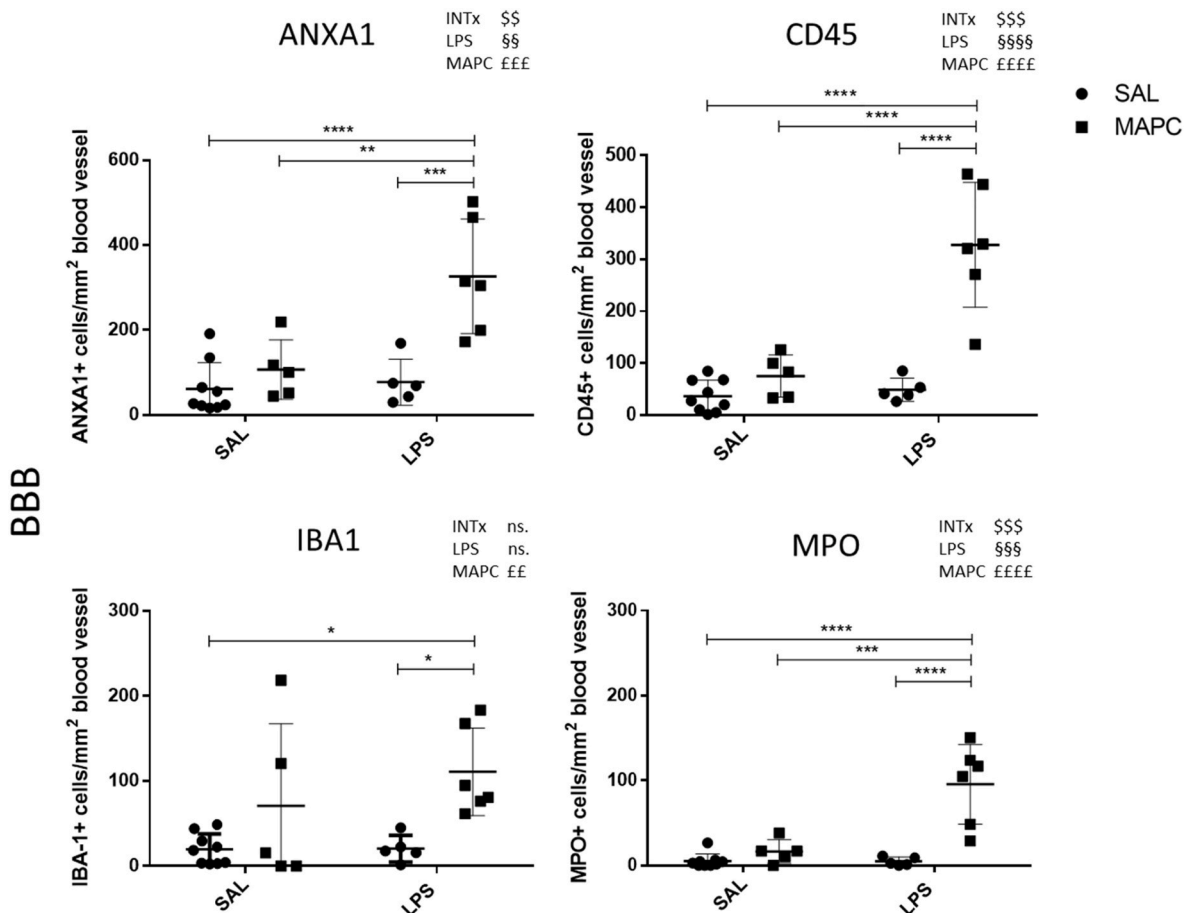 BBB
ANXA1
INTx $$
LPS §§
MAPC £££
****
**
***
ANXA1+ cells/mm² blood vessel
600
400
200
0
SAL
LPS
CD45
INTx $$$
LPS §§§§
MAPC ££££
****
****
****
CD45+ cells/mm² blood vessel
500
400
300
200
100
0
SAL
LPS
SAL
MAPC
IBA1
INTx ns.
LPS ns.
MAPC ££
*
*
IBA-1+ cells/mm² blood vessel
300
200
100
0
SAL
LPS
MPO
INTx $$$
LPS §§§
MAPC ££££
****
***
****
MPO+ cells/mm² blood vessel
300
200
100
0
SAL
LPS